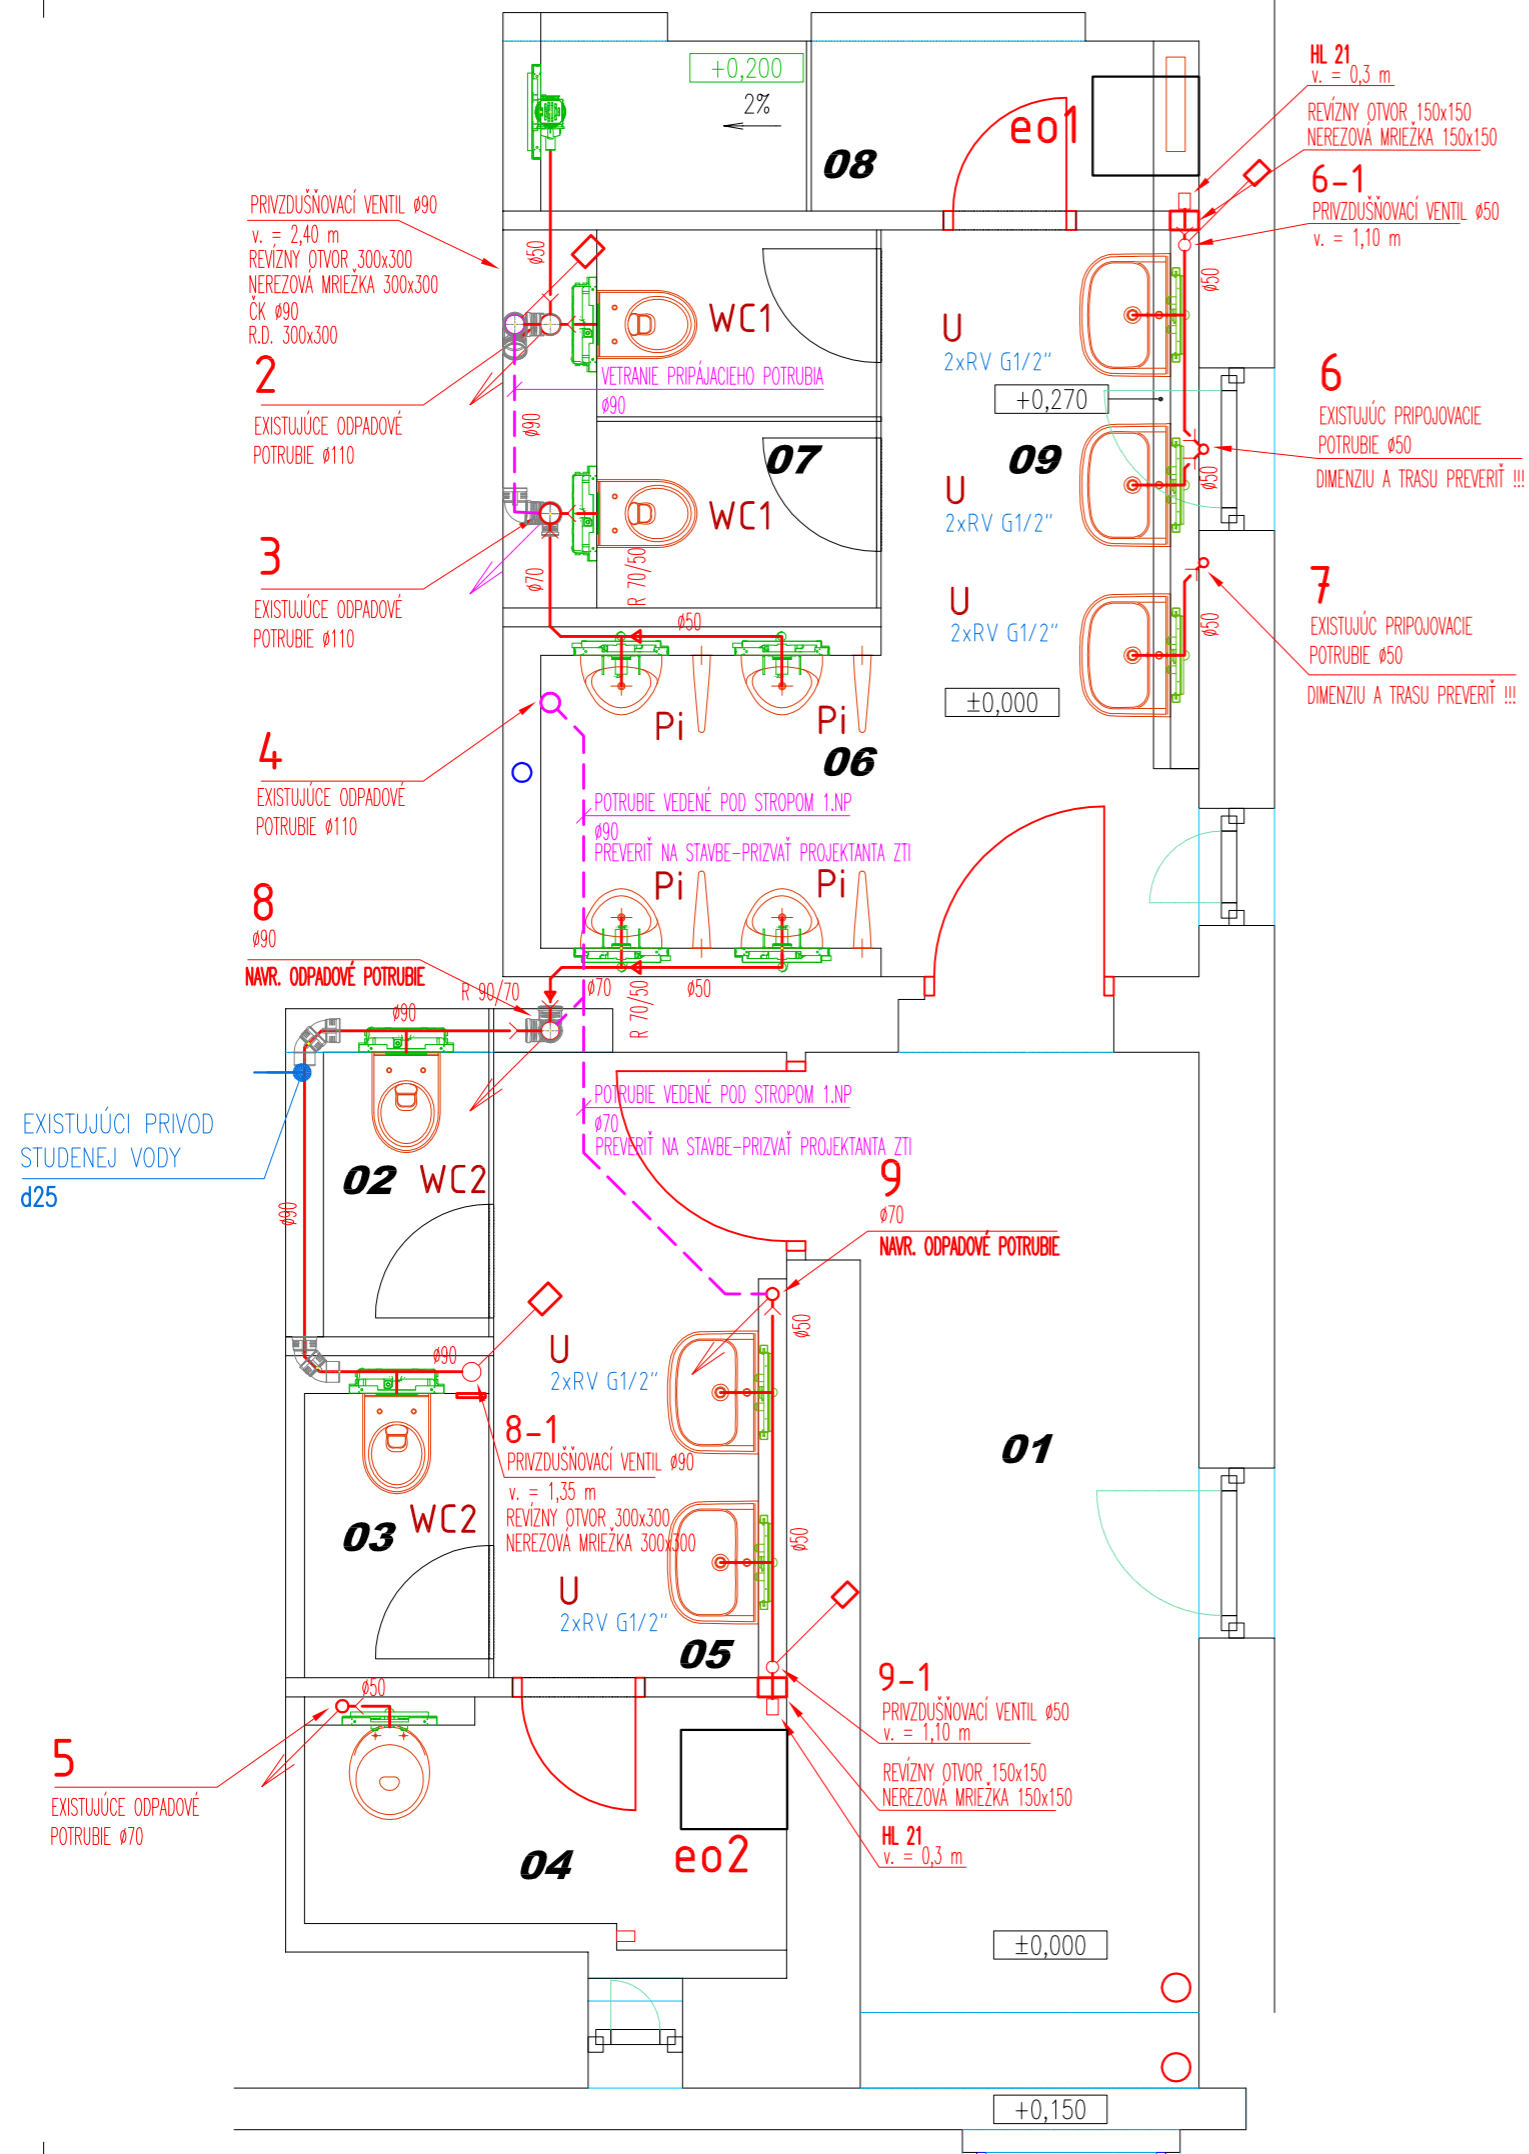 +0,200
2%
08
eo1
HL 21
v. = 0,3 m
REVÍZNY OTVOR 150x150
NEREZOVÁ MRIEŽKA 150x150
6-1
PRIVZDUŠŇOVACÍ VENTIL ø50
v. = 1,10 m
PRIVZDUŠŇOVACÍ VENTIL ø90
v. = 2,40 m
REVÍZNY OTVOR 300x300
NEREZOVÁ MRIEŽKA 300x300
ČK ø90
R.D. 300x300
2
EXISTUJÚCE ODPADOVÉ
POTRUBIE ø110
ø50
WC1
VETRANIE PRIPÁJACIEHO POTRUBIA
ø90
ø90
U
2xRV G1/2"
+0,270
ø50
6
EXISTUJÚC PRIPOJOVACIE
POTRUBIE ø50
DIMENZIU A TRASU PREVERIŤ !!!
07
09
WC1
U
2xRV G1/2"
ø50
3
EXISTUJÚCE ODPADOVÉ
POTRUBIE ø110
ø70
R 70/50
ø50
U
2xRV G1/2"
ø50
7
EXISTUJÚC PRIPOJOVACIE
POTRUBIE ø50
DIMENZIU A TRASU PREVERIŤ !!!
±0,000
Pi
Pi
06
4
EXISTUJÚCE ODPADOVÉ
POTRUBIE ø110
POTRUBIE VEDENÉ POD STROPOM 1.NP
ø90
PREVERIŤ NA STAVBE-PRIZVAŤ PROJEKTANTA ZTI
Pi
Pi
8
ø90
NAVR. ODPADOVÉ POTRUBIE
R 90/70
ø70
R 70/50
ø50
ø90
EXISTUJÚCI PRIVOD
STUDENEJ VODY
d25
POTRUBIE VEDENÉ POD STROPOM 1.NP
ø70
PREVERIŤ NA STAVBE-PRIZVAŤ PROJEKTANTA ZTI
02
WC2
ø90
9
ø70
NAVR. ODPADOVÉ POTRUBIE
ø50
ø90
U
2xRV G1/2"
8-1
PRIVZDUŠŇOVACÍ VENTIL ø90
v. = 1,35 m
REVÍZNY OTVOR 300x300
NEREZOVÁ MRIEŽKA 300x300
01
03
WC2
ø50
U
2xRV G1/2"
05
ø50
9-1
PRIVZDUŠŇOVACÍ VENTIL ø50
v. = 1,10 m
REVÍZNY OTVOR 150x150
NEREZOVÁ MRIEŽKA 150x150
HL 21
v. = 0,3 m
5
EXISTUJÚCE ODPADOVÉ
POTRUBIE ø70
04
eo2
±0,000
+0,150